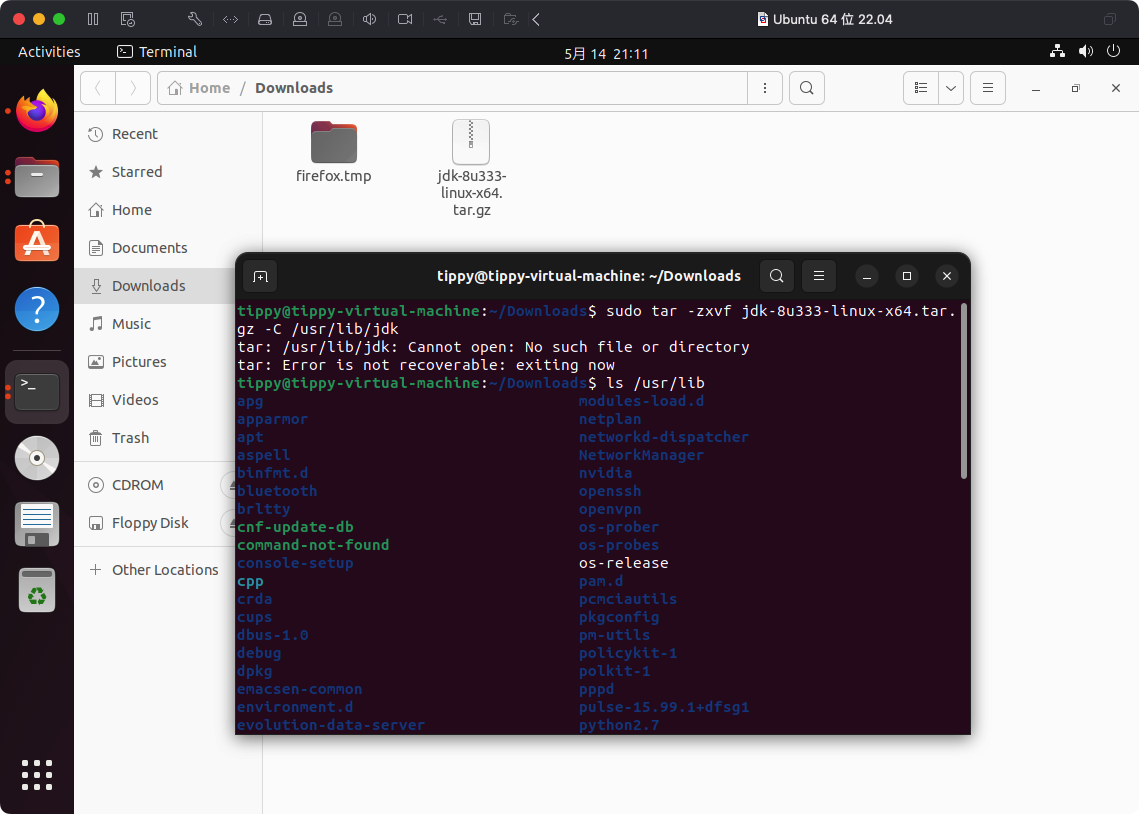 Ubuntu 64 位 22.04
Activities
Terminal
5月 14 21:11
Home / Downloads
Recent
Starred
Home
Documents
Downloads
Music
Pictures
Videos
Trash
CDROM
Floppy Disk
+ Other Locations
firefox.tmp
jdk-8u333-
linux-x64.
tar.gz
tippy@tippy-virtual-machine: ~/Downloads
tippy@tippy-virtual-machine:~/Downloads$ sudo tar -zxvf jdk-8u333-linux-x64.tar.
gz -C /usr/lib/jdk
tar: /usr/lib/jdk: Cannot open: No such file or directory
tar: Error is not recoverable: exiting now
tippy@tippy-virtual-machine:~/Downloads$ ls /usr/lib
apg modules-load.d
apparmor netplan
apt networkd-dispatcher
aspell NetworkManager
binfmt.d nvidia
bluetooth openssh
brltty openvpn
cnf-update-db os-prober
command-not-found os-probes
console-setup os-release
cpp pam.d
crda pcmciautils
cups pkgconfig
dbus-1.0 pm-utils
debug policykit-1
dpkg polkit-1
emacsen-common pppd
environment.d pulse-15.99.1+dfsg1
evolution-data-server python2.7